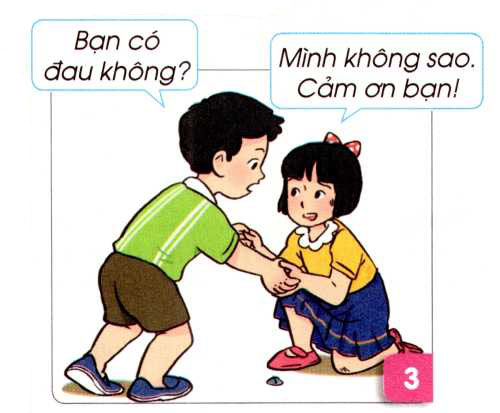 Bạn có
đau không?
Mình không sao.
Cảm ơn bạn!
3